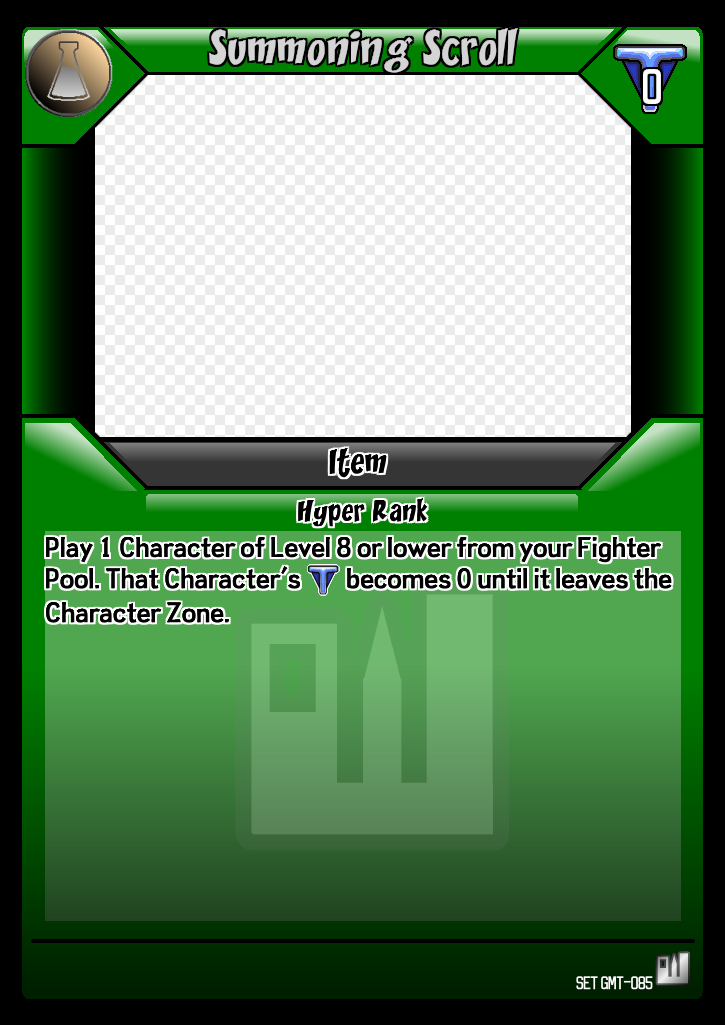 Summoning Scroll
0
Item
Hyper Rank
Play 1 Character of Level 8 or lower from your Fighter
Pool. That Character's T becomes 0 until it leaves the
Character Zone.
SET GMT-085